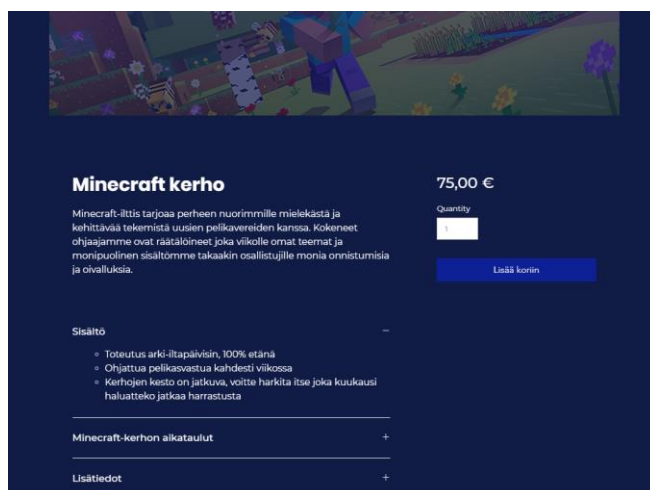 Minecraft kerho
Minecraft-ilttis tarjoaa perheen nuorimmille mielekästä ja
kehittävää tekemistä uusien pelikavereiden kanssa. Kokeneet
ohjaajamme ovat räätälöineet joka viikolle omat teemat ja
monipuolinen sisältömme takaakin osallistujille monia onnistumisia
ja oivalluksia.
75,00 €
Quantity
1
Lisää koriin
Sisältö
Toteutus arki-iltapäivisin, 100% etänä
Ohjattua pelikasvastua kahdesti viikossa
Kerhojen kesto on jatkuva, voitte harkita itse joka kuukausi
haluatteko jatkaa harrastusta
Minecraft-kerhon aikataulut
Lisätiedot